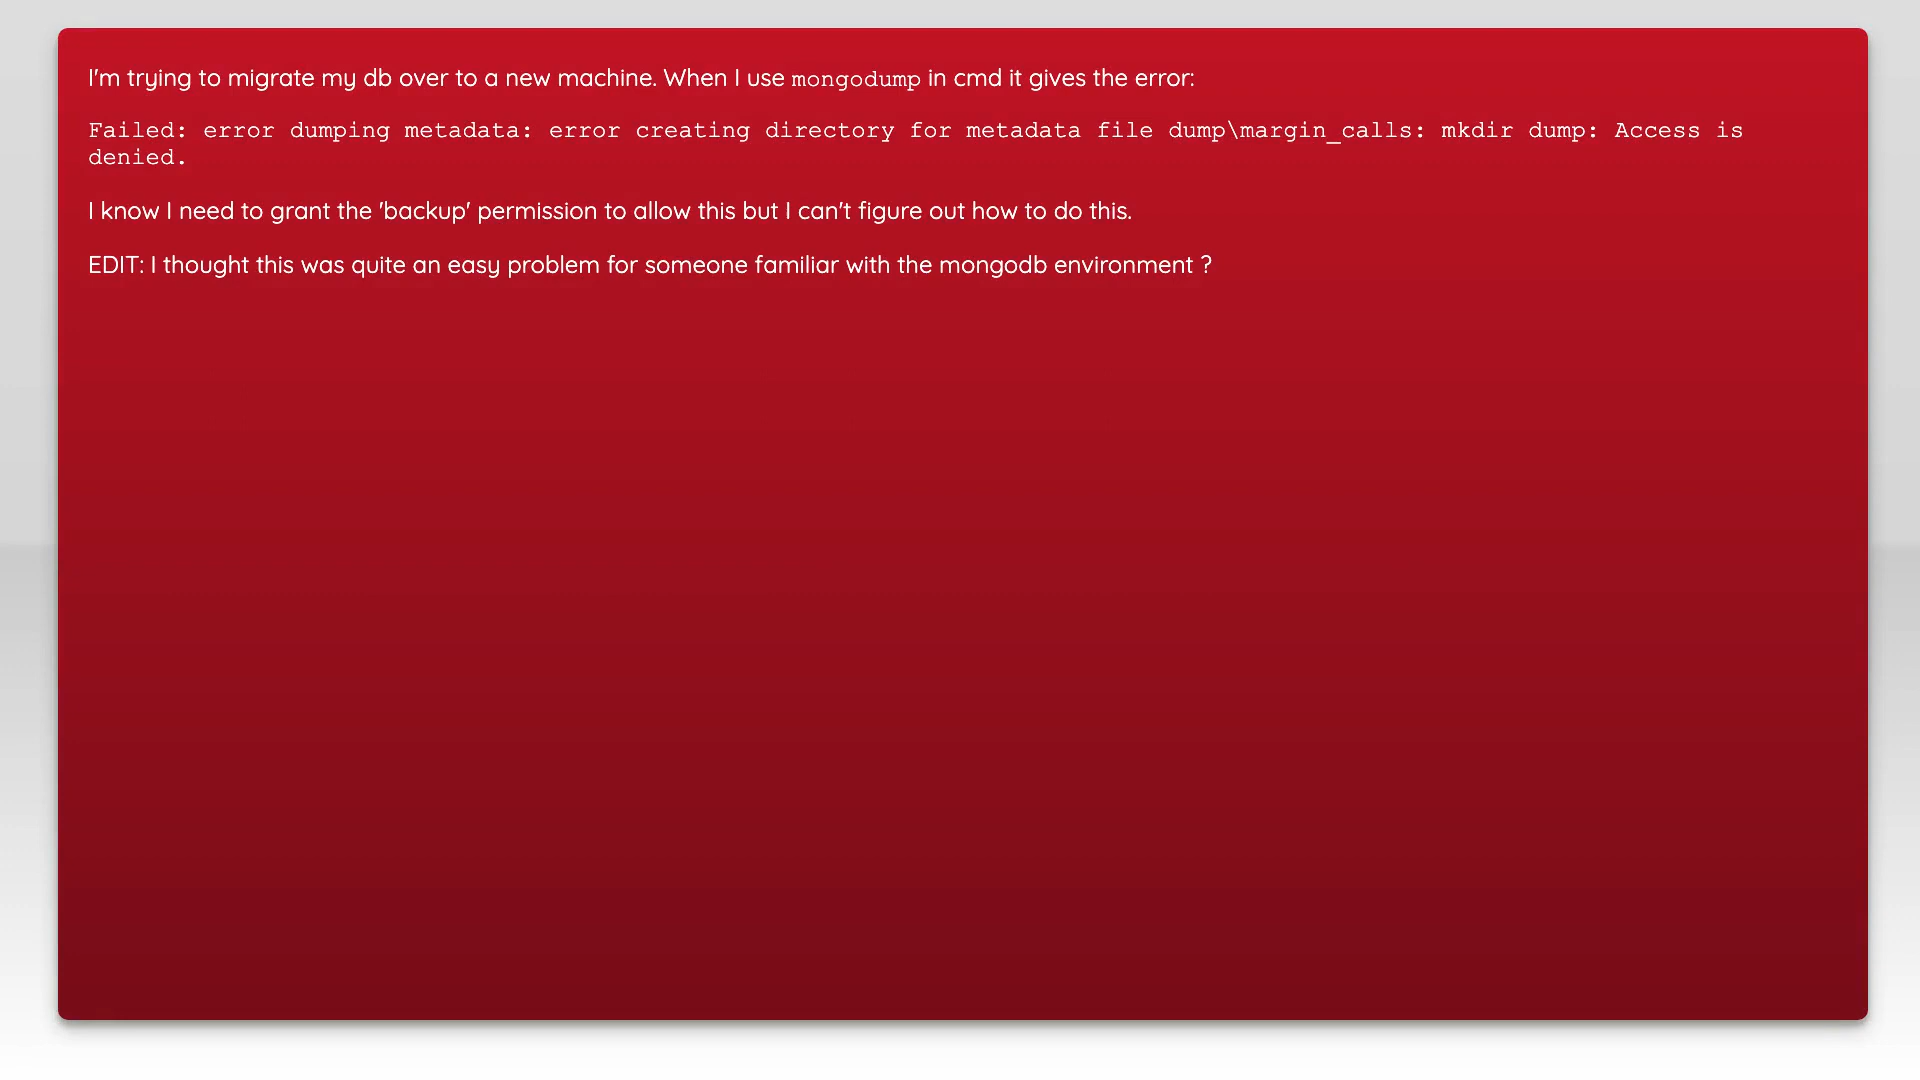 I'm trying to migrate my db over to a new machine. When I use mongodump in cmd it gives the error:
Failed: error dumping metadata: error creating directory for metadata file dump\margin_calls: mkdir dump: Access is
denied.
I know I need to grant the 'backup' permission to allow this but I can't figure out how to do this.
EDIT: I thought this was quite an easy problem for someone familiar with the mongodb environment ?